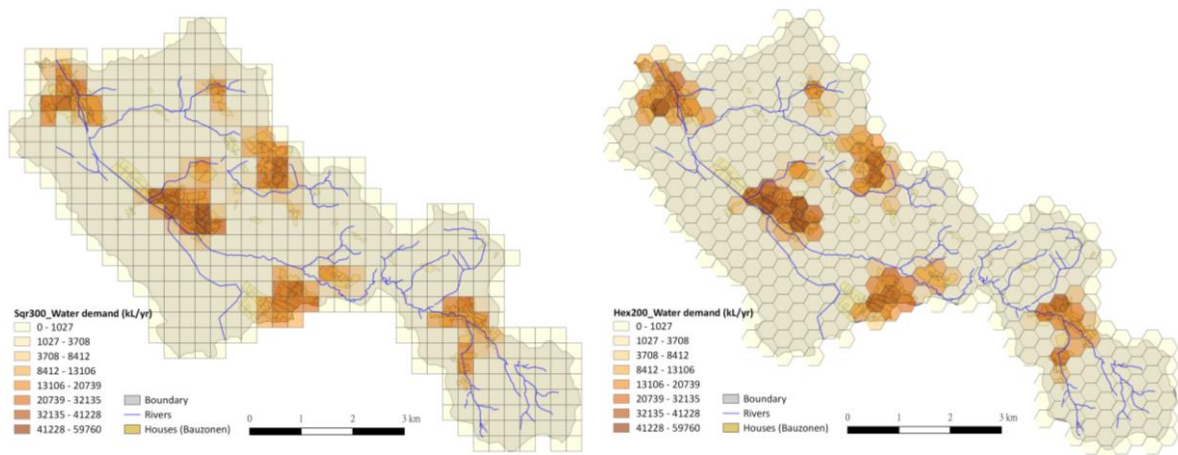 Sqr300_Water demand (kL/yr)
0 - 1027
1027 - 3708
3708 - 8412
8412 - 13106
13106 - 20739
20739 - 32135
32135 - 41228
41228 - 59760
Boundary
Rivers
Houses (Bauzonen)
0 1 2 3 km
Hex200_Water demand (kL/yr)
0 - 1027
1027 - 3708
3708 - 8412
8412 - 13106
13106 - 20739
20739 - 32135
32135 - 41228
41228 - 59760
Boundary
Rivers
Houses (Bauzonen)
0 1 2 3 km